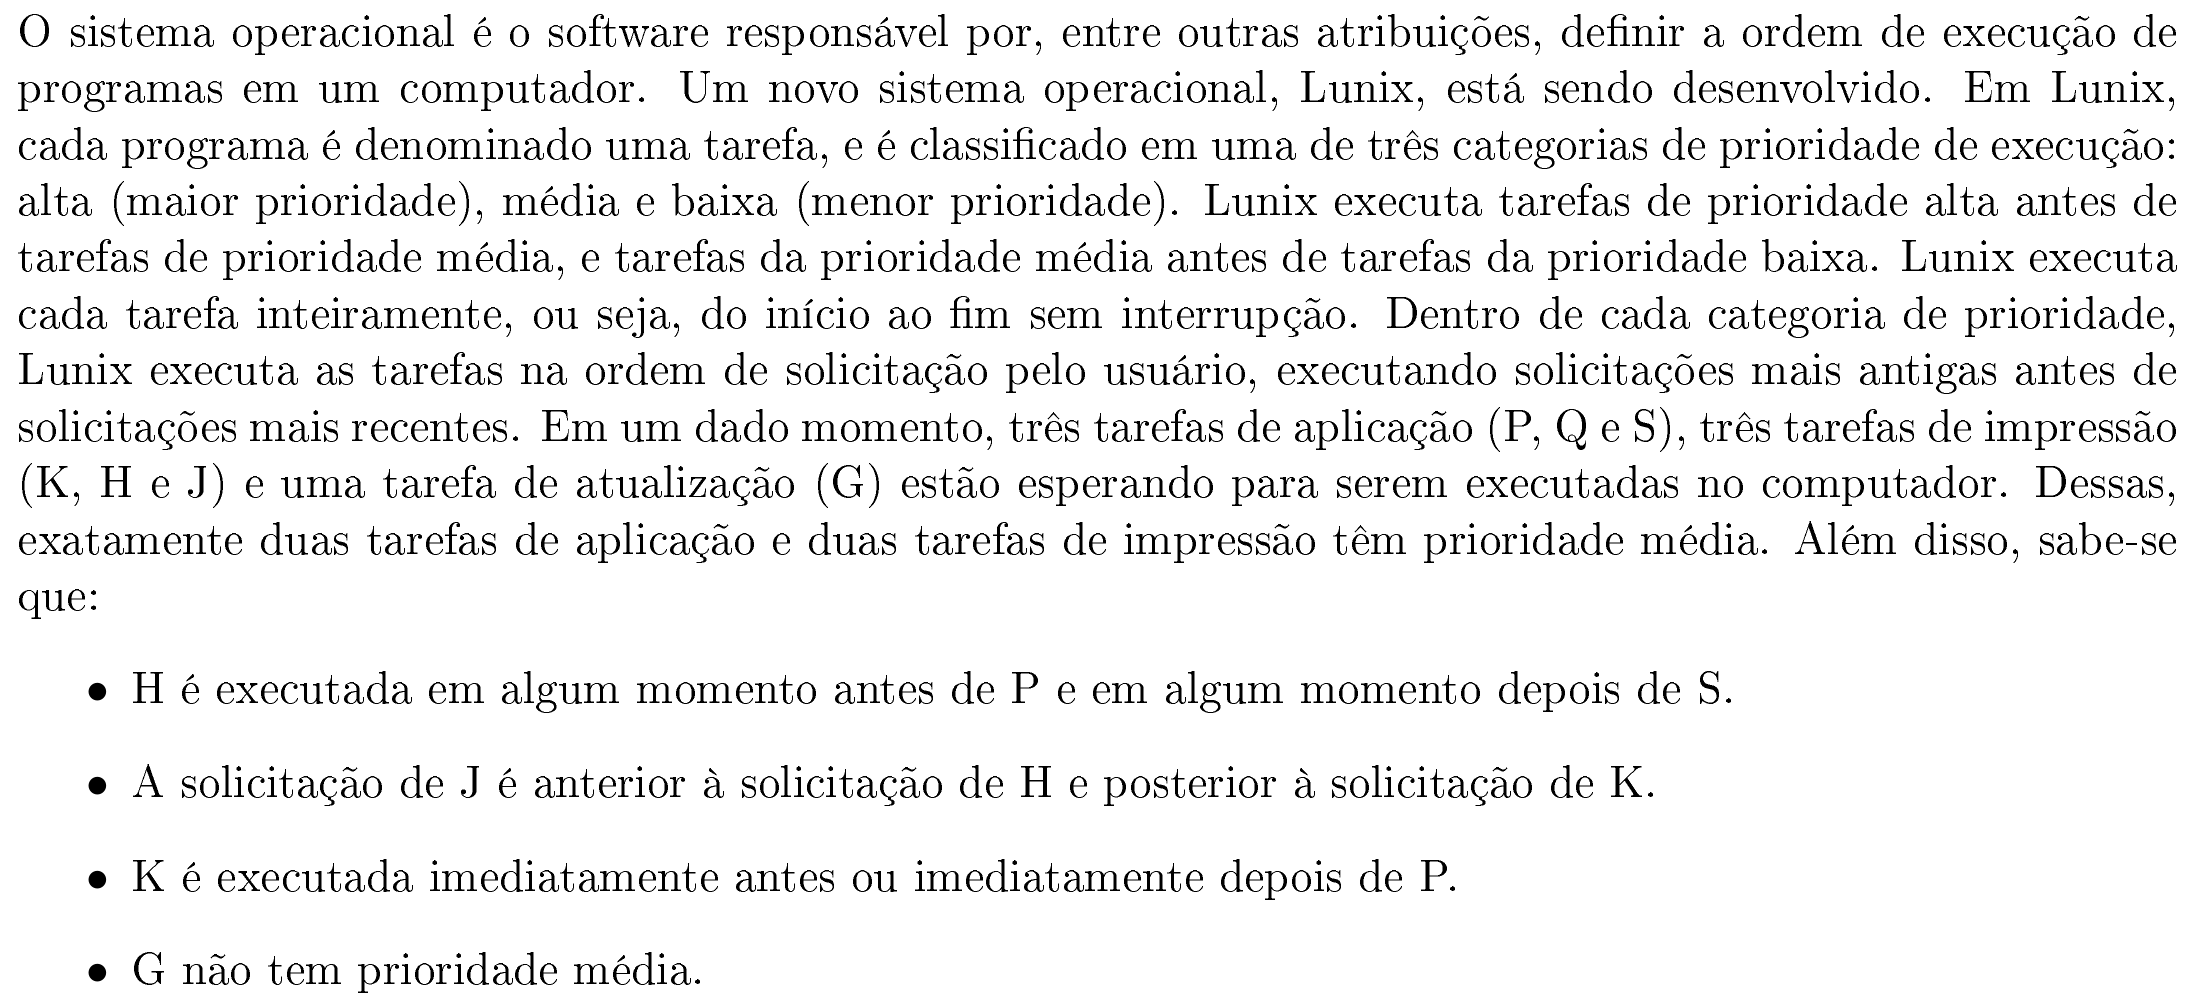 O sistema operacional é o software responsável por, entre outras atribuições, definir a ordem de execução de
programas em um computador. Um novo sistema operacional, Lunix, está sendo desenvolvido. Em Lunix,
cada programa é denominado uma tarefa, e é classificado em uma de três categorias de prioridade de execução:
alta (maior prioridade), média e baixa (menor prioridade). Lunix executa tarefas de prioridade alta antes de
tarefas de prioridade média, e tarefas da prioridade média antes de tarefas da prioridade baixa. Lunix executa
cada tarefa inteiramente, ou seja, do início ao fim sem interrupção. Dentro de cada categoria de prioridade,
Lunix executa as tarefas na ordem de solicitação pelo usuário, executando solicitações mais antigas antes de
solicitações mais recentes. Em um dado momento, três tarefas de aplicação (P, Q e S), três tarefas de impressão
(K, H e J) e uma tarefa de atualização (G) estão esperando para serem executadas no computador. Dessas,
exatamente duas tarefas de aplicação e duas tarefas de impressão têm prioridade média. Além disso, sabe-se
que:
• H é executada em algum momento antes de P e em algum momento depois de S.
• A solicitação de J é anterior à solicitação de H e posterior à solicitação de K.
• K é executada imediatamente antes ou imediatamente depois de P.
• G não tem prioridade média.